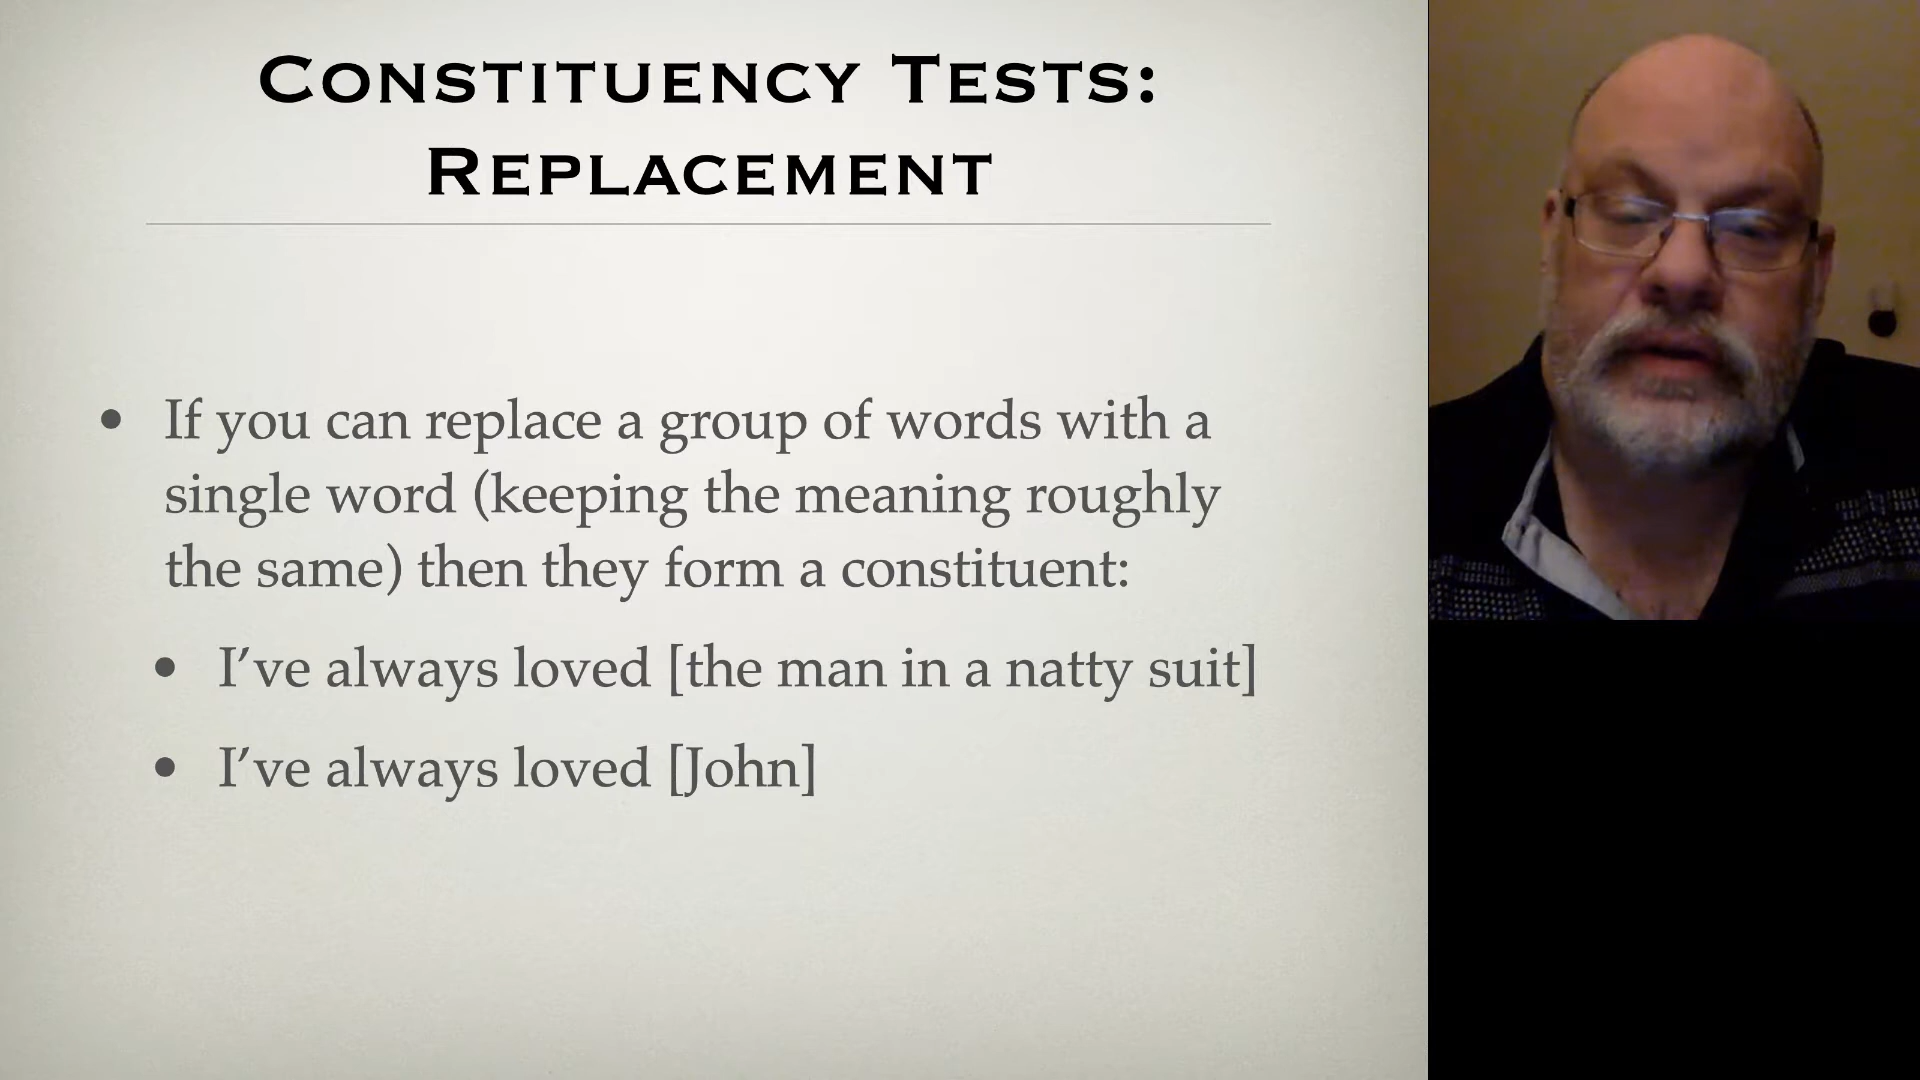 CONSTITUENCY TESTS:
REPLACEMENT
• If you can replace a group of words with a
single word (keeping the meaning roughly
the same) then they form a constituent:
• I’ve always loved [the man in a natty suit]
• I’ve always loved [John]